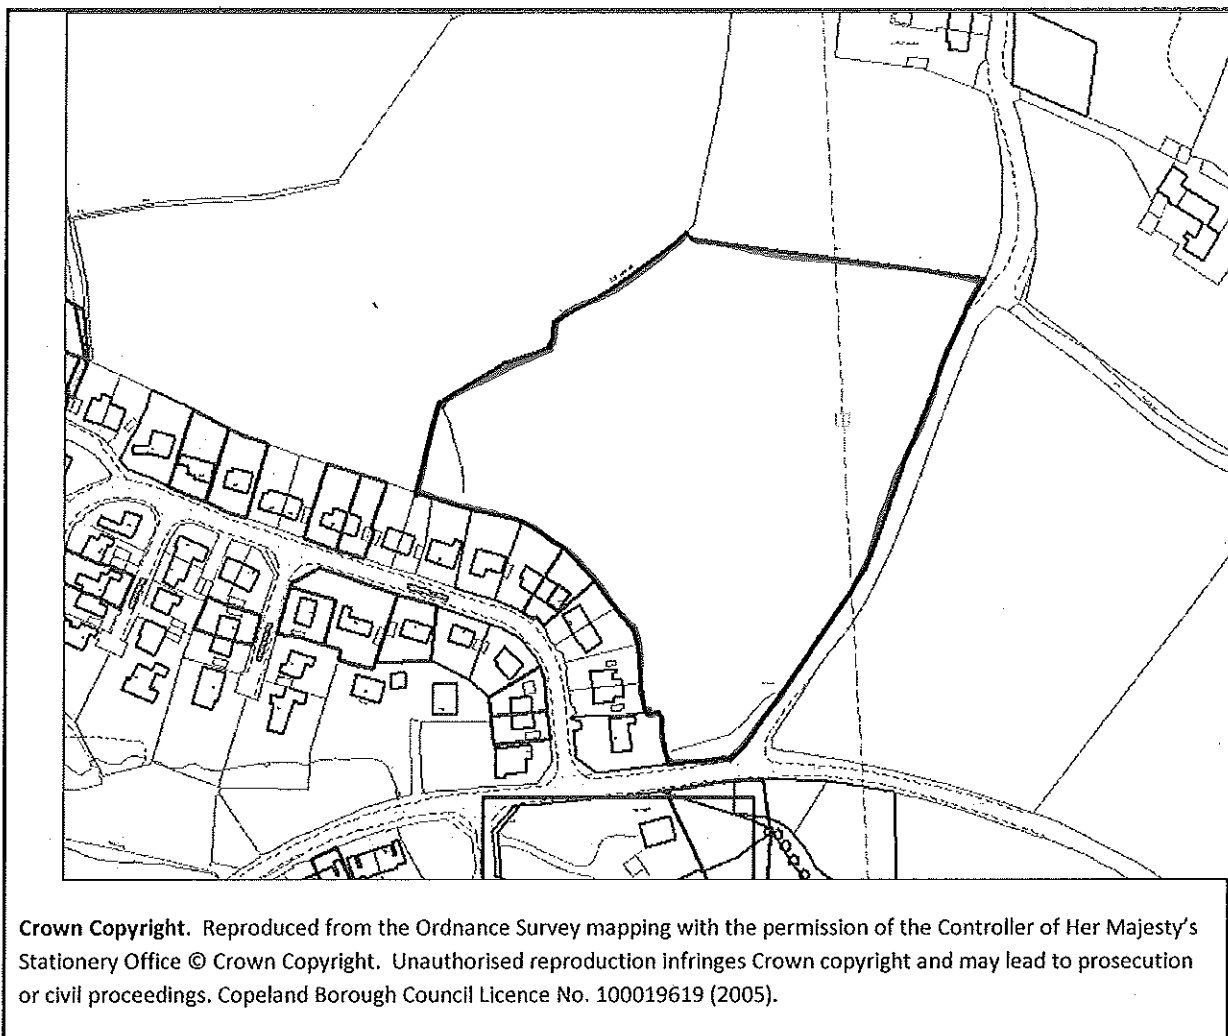 Crown Copyright. Reproduced from the Ordnance Survey mapping with the permission of the Controller of Her Majesty's
Stationery Office © Crown Copyright. Unauthorised reproduction infringes Crown copyright and may lead to prosecution
or civil proceedings. Copeland Borough Council Licence No. 100019619 (2005).